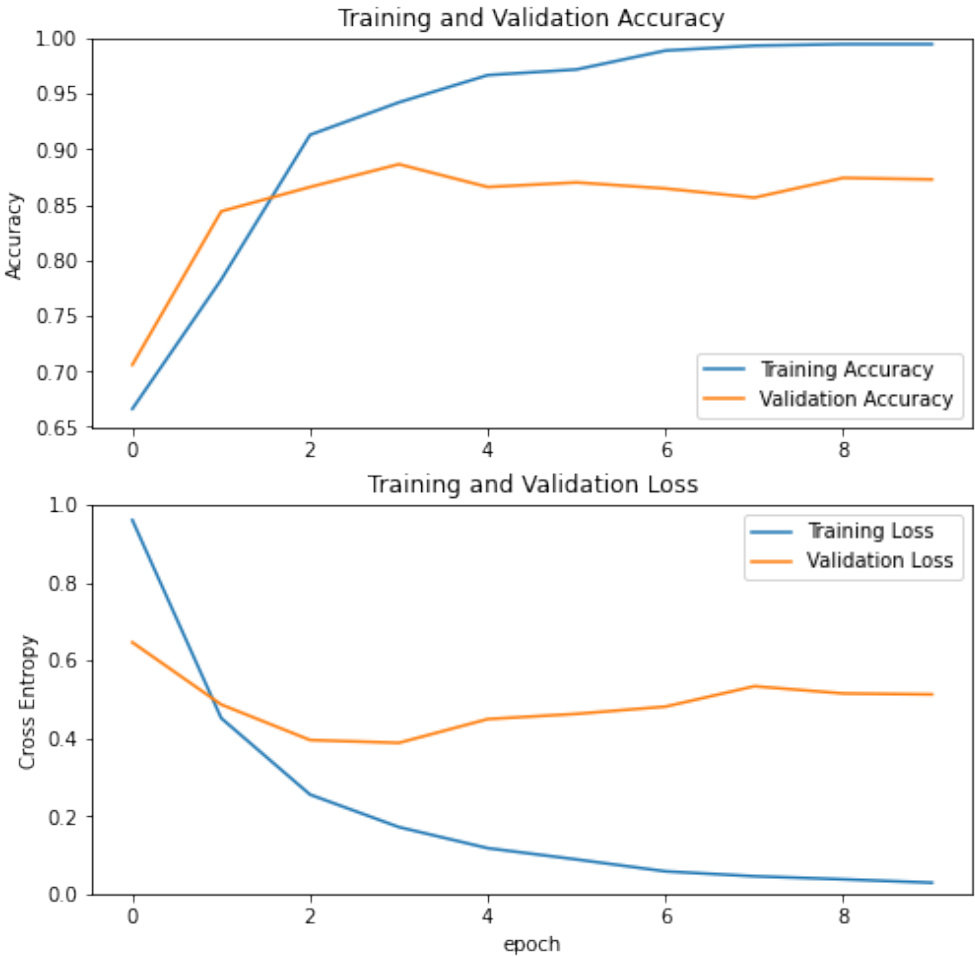 Training and Validation Accuracy
1.00
0.95
0.90
0.85
0.80
0.75
0.70
0.65
Accuracy
Training Accuracy
Validation Accuracy
0 2 4 6 8
Training and Validation Loss
1.0
0.8
0.6
0.4
0.2
0.0
Cross Entropy
Training Loss
Validation Loss
0 2 4 6 8
epoch